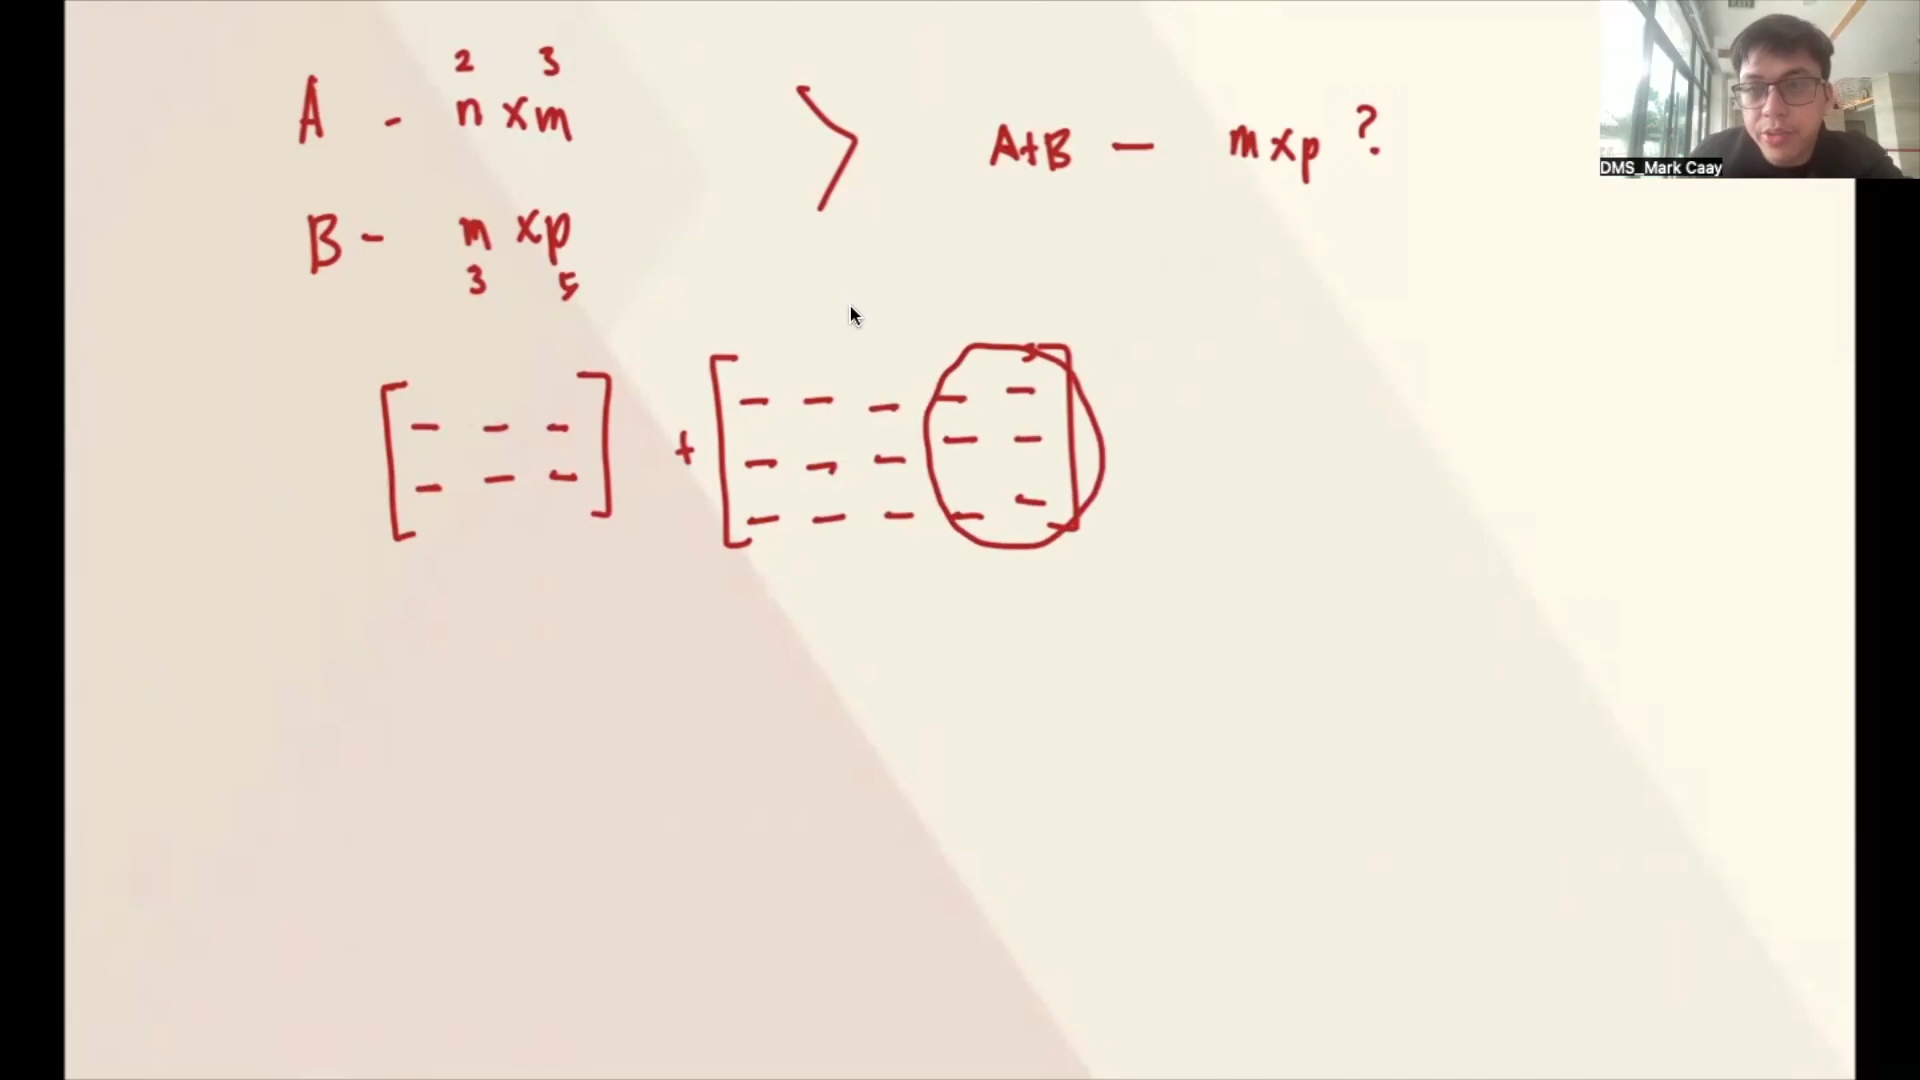 2 3
A - n x m
A+B — m x p ?
B - m x p
3 5
+
DMS_Mark Caay